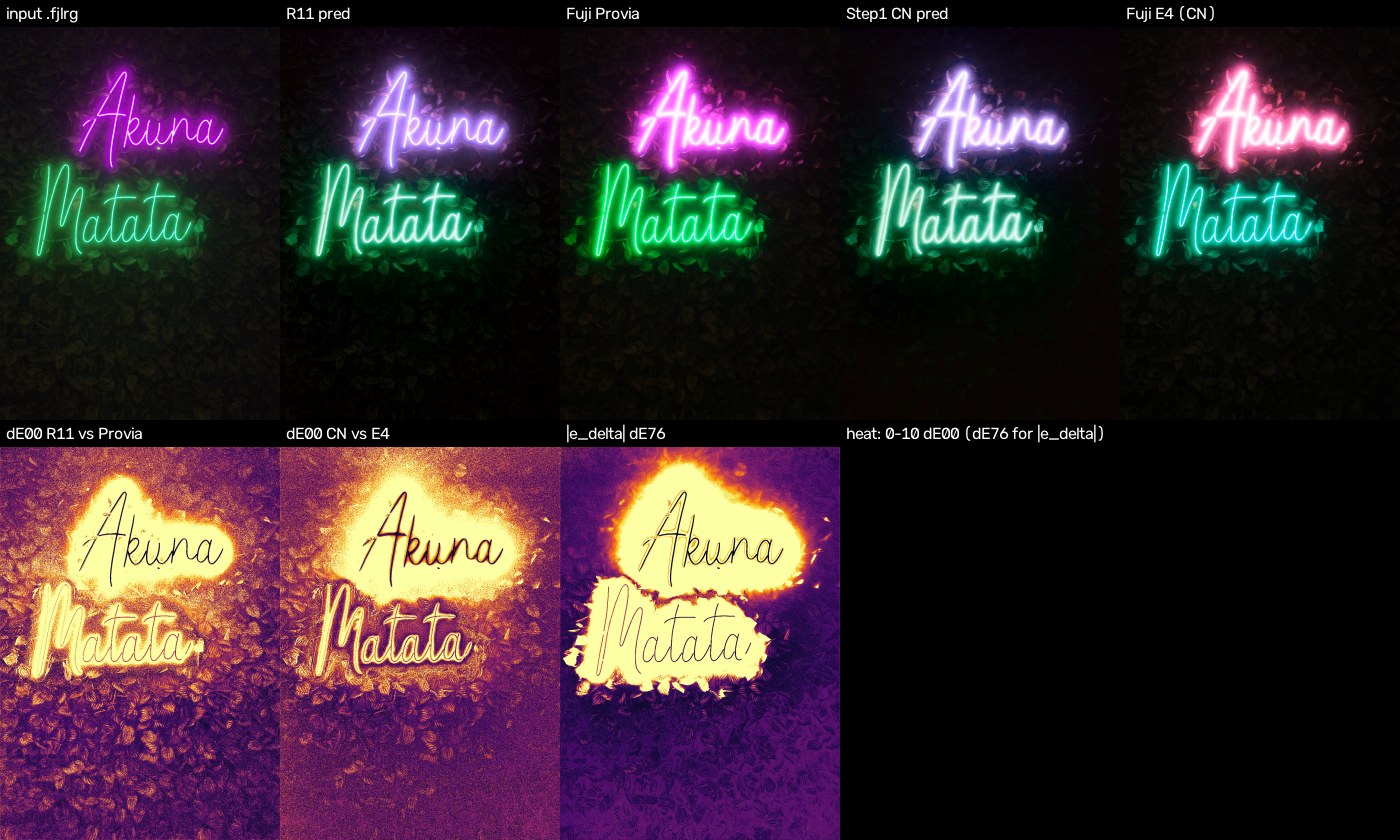 input .fjlrg
R11 pred
Fuji Provia
Step1 CN pred
Fuji E4 (CN)
Akuna
Matata
Akuna
Matata
Akuna
Matata
Akuna
Matata
Akuna
Matata
dE00 R11 vs Provia
dE00 CN vs E4
|e_delta| dE76
heat: 0-10 dE00 (dE76 for |e_delta|)
Akuna
Matata
Akuna
Matata
Akuna
Matata